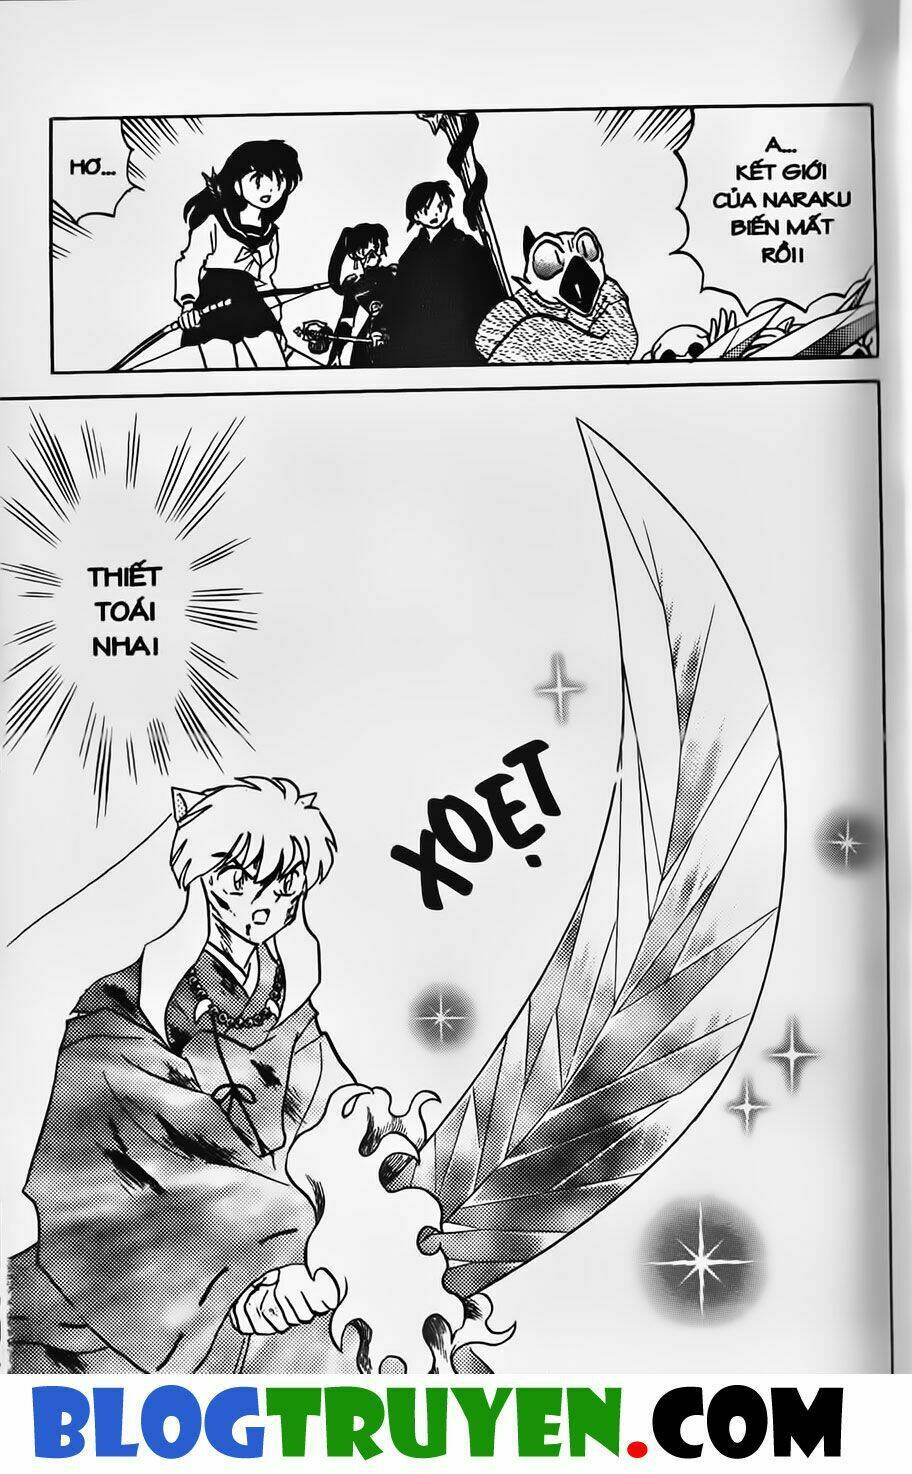 HƠ...
A...
KẾT GIỚI
CỦA NARAKU
BIẾN MẤT
RỒI!
THIẾT
TOÁI
NHA!
XOẸT
BLOGTRUYEN.COM